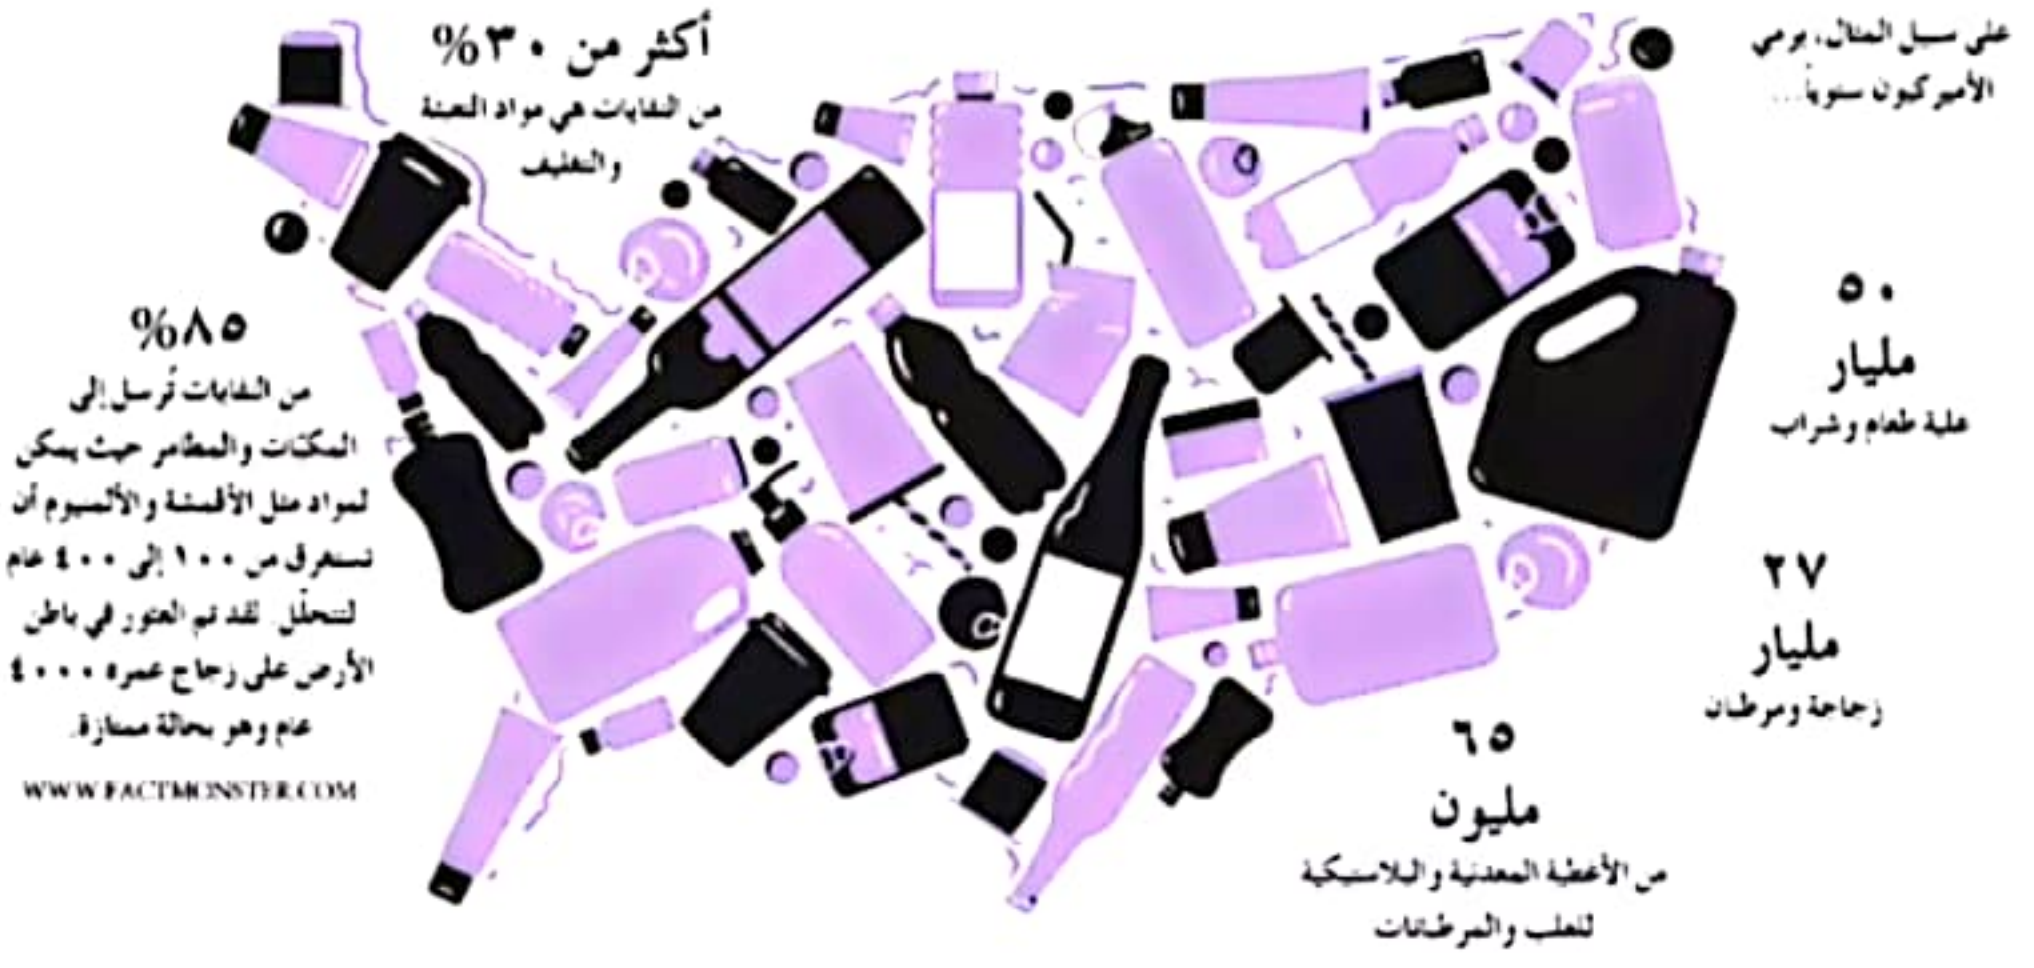 على سبيل المثال، يرمي
الأميركيون سنوياً...
أكثر من ٣٠%
من النفايات هي مواد التعبئة
والتغليف
٥٠
مليار
علبة طعام وشراب
٢٧
مليار
زجاجة ومرطبان
٦٥
مليون
من الأغطية المعدنية والبلاستيكية
للعلب والمرطبانات
%٨٥
من النفايات تُرسل إلى
المكبّات والمطامر حيث يمكن
لمواد مثل الأقمشة والألمنيوم أن
تستغرق من ١٠٠ إلى ٤٠٠ عام
لتتحلّل. لقد تم العثور في باطن
الأرض على زجاج عمره ٤٠٠٠
عام وهو بحالة ممتازة.
WWW.FACTMONSTER.COM